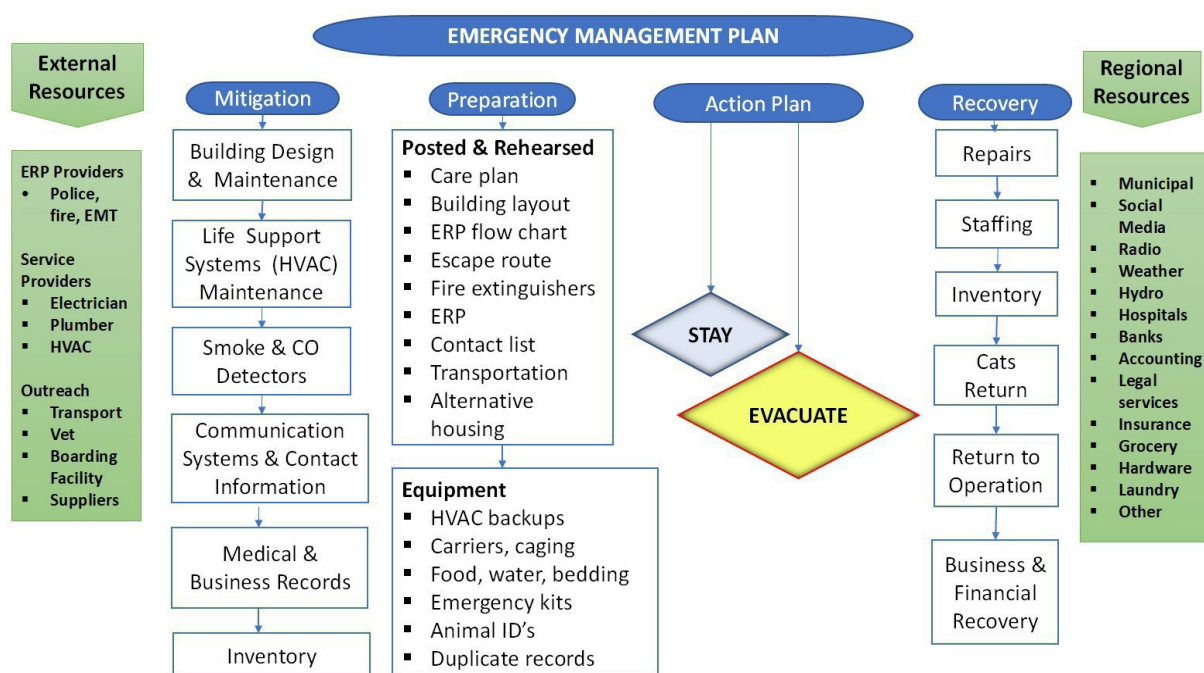 EMERGENCY MANAGEMENT PLAN
External
Resources
ERP Providers
• Police,
fire, EMT
Service
Providers
▪ Electrician
▪ Plumber
▪ HVAC
Outreach
▪ Transport
▪ Vet
▪ Boarding
Facility
▪ Suppliers
Mitigation
Building Design
& Maintenance
Life Support
Systems (HVAC)
Maintenance
Smoke & CO
Detectors
Communication
Systems & Contact
Information
Medical &
Business Records
Inventory
Preparation
Posted & Rehearsed
▪ Care plan
▪ Building layout
▪ ERP flow chart
▪ Escape route
▪ Fire extinguishers
▪ ERP
▪ Contact list
▪ Transportation
▪ Alternative
housing
Equipment
▪ HVAC backups
▪ Carriers, caging
▪ Food, water, bedding
▪ Emergency kits
▪ Animal ID’s
▪ Duplicate records
Action Plan
STAY
EVACUATE
Recovery
Repairs
Staffing
Inventory
Cats
Return
Return to
Operation
Business &
Financial
Recovery
Regional
Resources
▪ Municipal
▪ Social
Media
▪ Radio
▪ Weather
▪ Hydro
▪ Hospitals
▪ Banks
▪ Accounting
▪ Legal
services
▪ Insurance
▪ Grocery
▪ Hardware
▪ Laundry
▪ Other